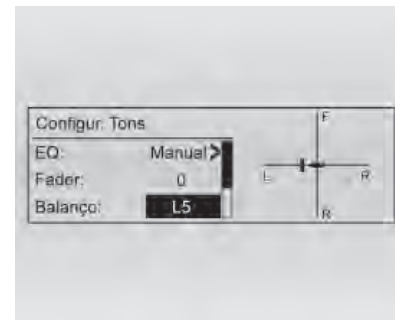 Configur. Tons
EQ: Manual >
Fader: 0
Balanço: L5
F
L R
R